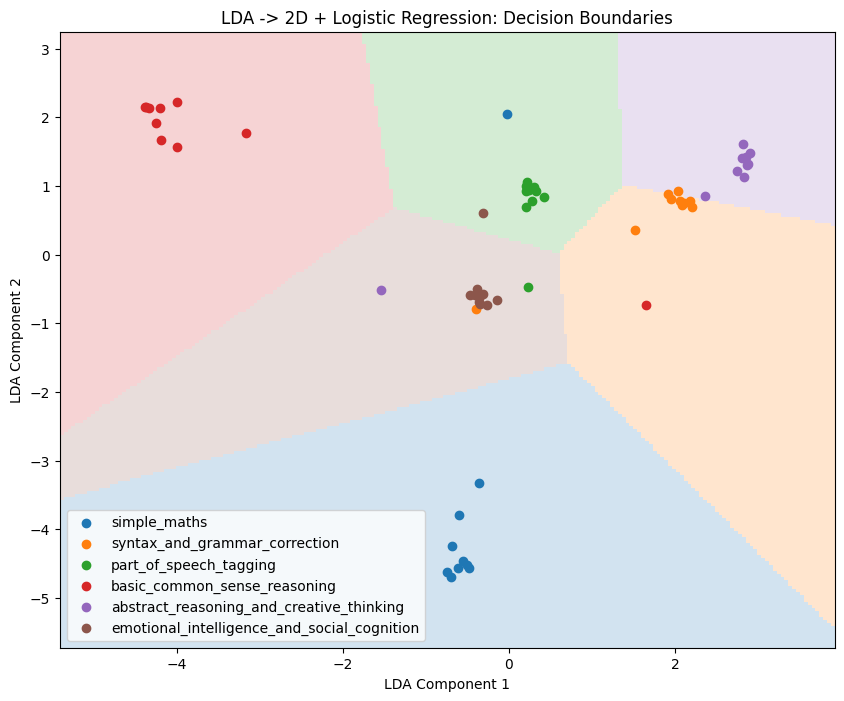 LDA -> 2D + Logistic Regression: Decision Boundaries
3
2
1
0
−1
−2
−3
−4
−5
LDA Component 2
simple_maths
syntax_and_grammar_correction
part_of_speech_tagging
basic_common_sense_reasoning
abstract_reasoning_and_creative_thinking
emotional_intelligence_and_social_cognition
−4 −2 0 2
LDA Component 1